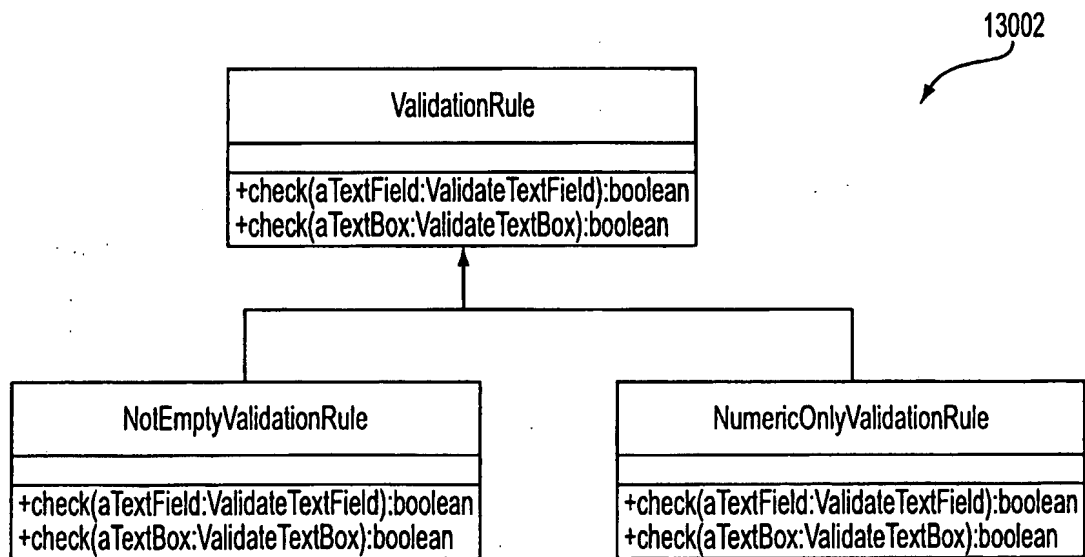 13002
ValidationRule
+check(aTextField:ValidateTextField):boolean
+check(aTextBox:ValidateTextBox):boolean
NotEmptyValidationRule
+check(aTextField:ValidateTextField):boolean
+check(aTextBox:ValidateTextBox):boolean
NumericOnlyValidationRule
+check(aTextField:ValidateTextField):boolean
+check(aTextBox:ValidateTextBox):boolean